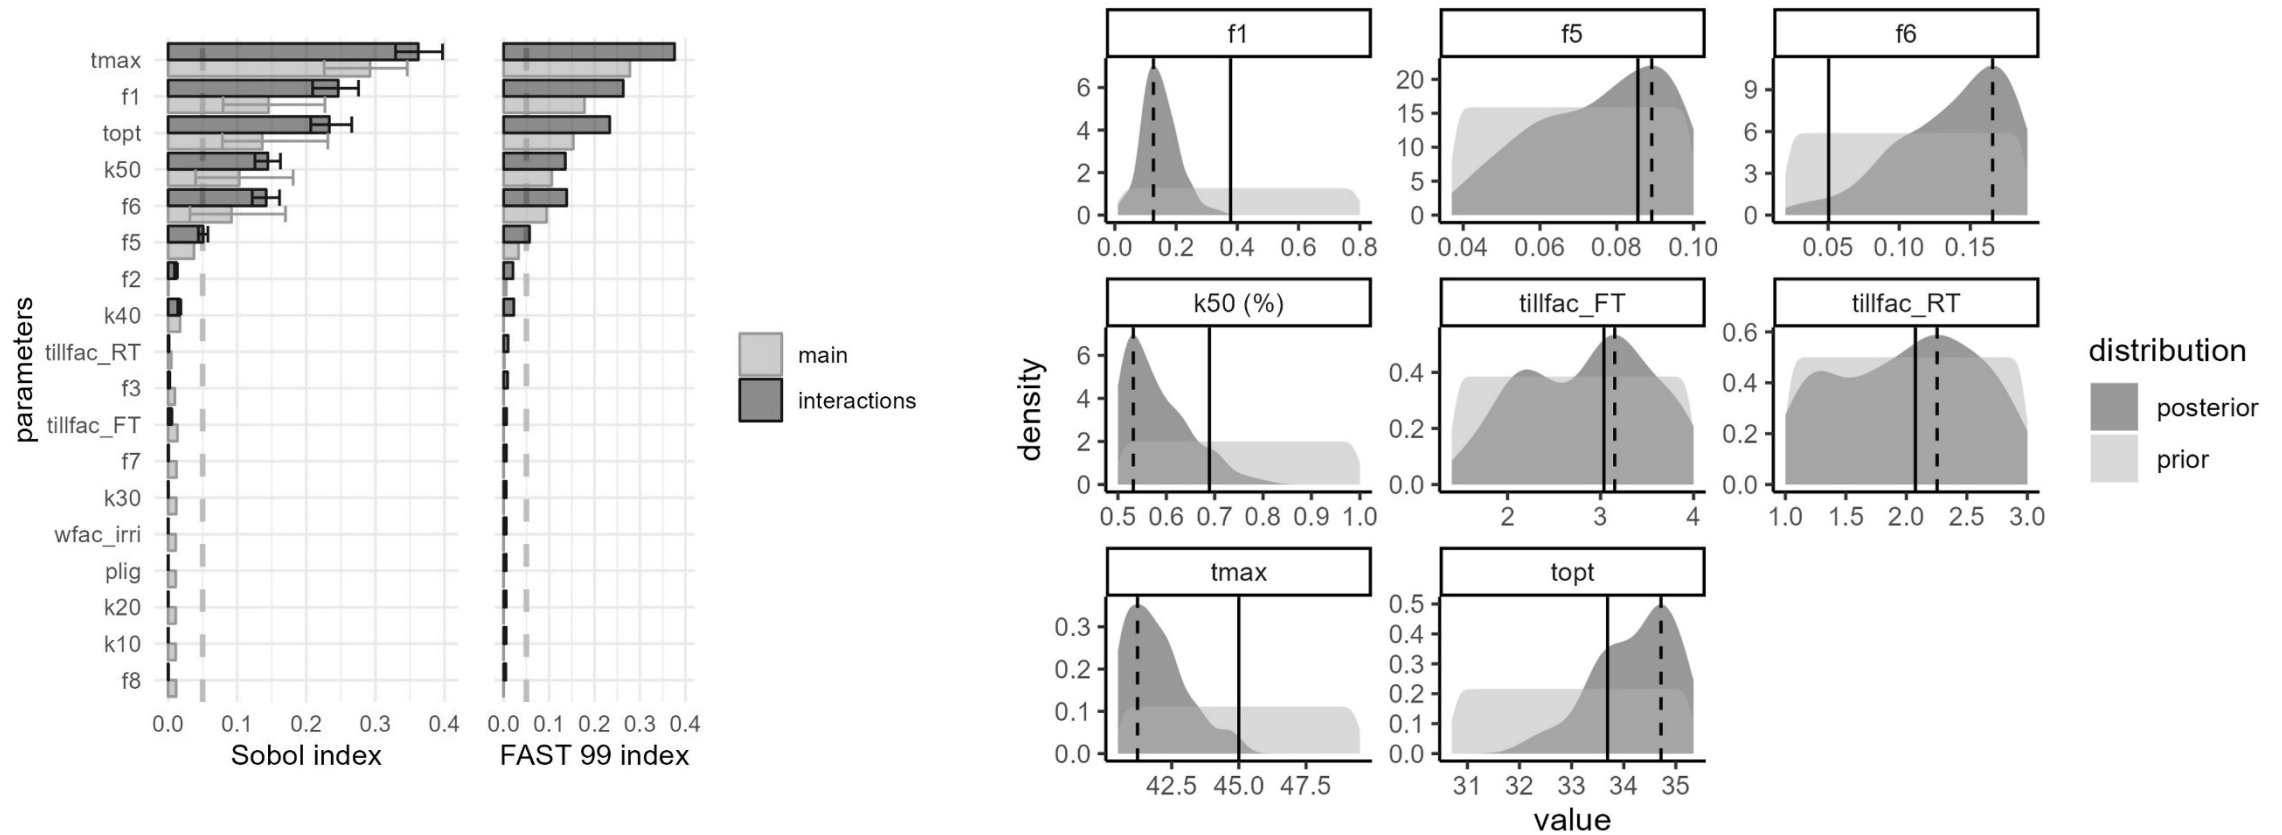 parameters
tmax
f1
topt
k50
f6
f5
f2
k40
tillfac_RT
f3
tillfac_FT
f7
k30
wfac_irri
plig
k20
k10
f8
0.0 0.1 0.2 0.3 0.4
Sobol index
0.0 0.1 0.2 0.3 0.4
FAST 99 index
main
interactions
density
f1
6
4
2
0
0.0 0.2 0.4 0.6 0.8
f5
20
15
10
5
0
0.04 0.06 0.08 0.10
f6
9
6
3
0
0.05 0.10 0.15
k50 (%)
6
4
2
0
0.5 0.6 0.7 0.8 0.9 1.0
tillfac_FT
0.4
0.2
0.0
2 3 4
tillfac_RT
0.6
0.4
0.2
0.0
1.0 1.5 2.0 2.5 3.0
tmax
0.3
0.2
0.1
0.0
42.5 45.0 47.5
topt
0.5
0.4
0.3
0.2
0.1
0.0
31 32 33 34 35
value
distribution
posterior
prior